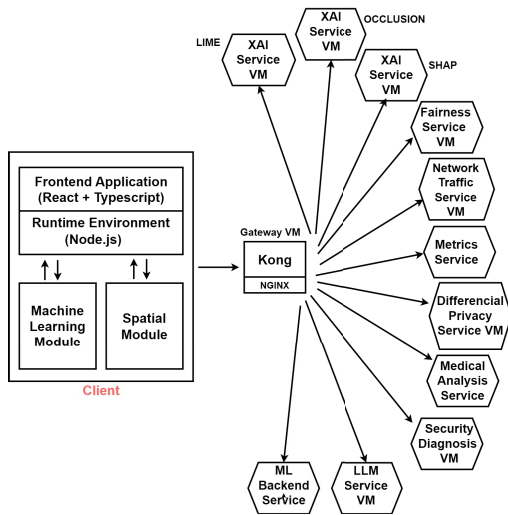 LIME
XAI
Service
VM
XAI
Service
VM
OCCLUSION
XAI
Service
VM
SHAP
Fairness
Service
VM
Network
Traffic
Service
VM
Metrics
Service
Differencial
Privacy
Service VM
Medical
Analysis
Service
Security
Diagnosis
VM
LLM
Service
VM
ML
Backend
Service
Gateway VM
Kong
NGINX
Frontend Application
(React + Typescript)
Runtime Environment
(Node.js)
Machine
Learning
Module
Spatial
Module
Client